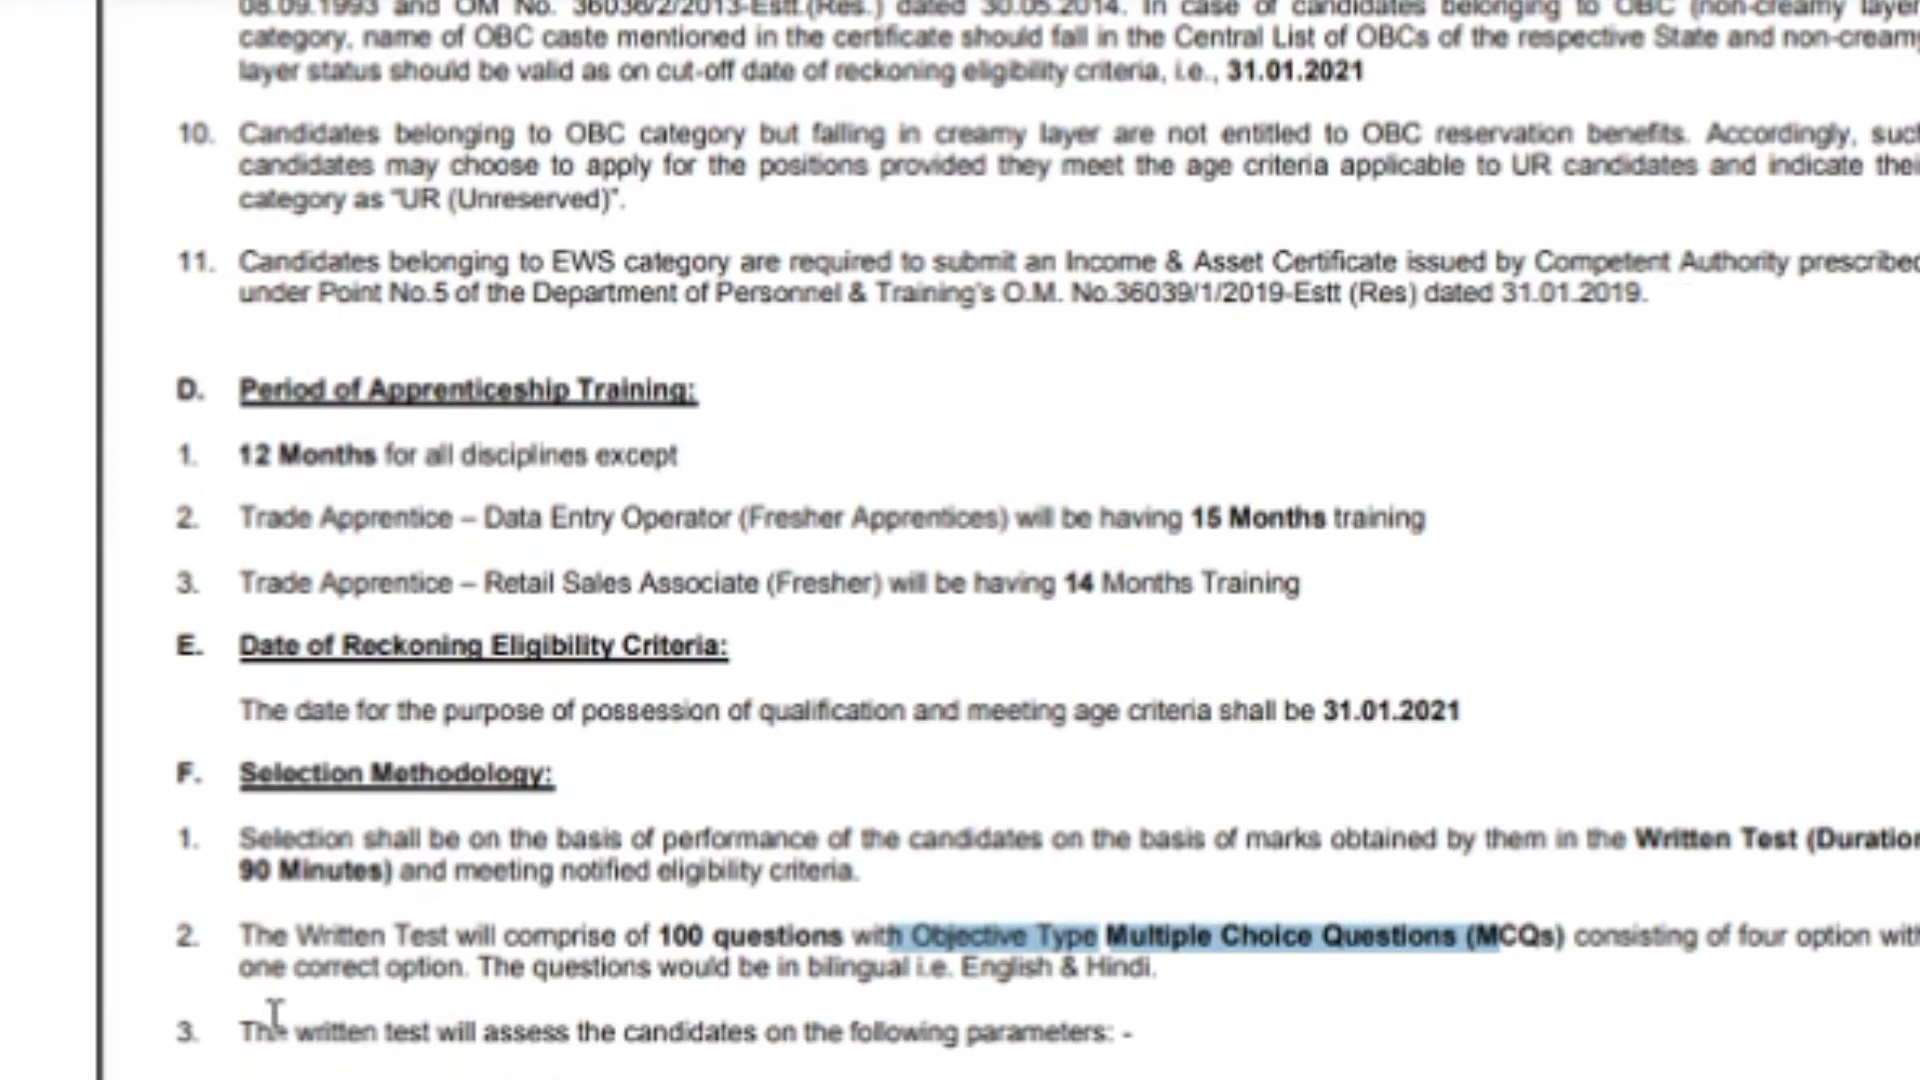 08.09.1993 and OM No. 36036/2/2013-Estt.(Res.) dated 30.05.2014. In case of candidates belonging to OBC (non-creamy layer
category, name of OBC caste mentioned in the certificate should fall in the Central List of OBCs of the respective State and non-creamy
layer status should be valid as on cut-off date of reckoning eligibility criteria, i.e., 31.01.2021
10. Candidates belonging to OBC category but falling in creamy layer are not entitled to OBC reservation benefits. Accordingly, such
candidates may choose to apply for the positions provided they meet the age criteria applicable to UR candidates and indicate their
category as "UR (Unreserved)".
11. Candidates belonging to EWS category are required to submit an Income & Asset Certificate issued by Competent Authority prescribed
under Point No.5 of the Department of Personnel & Training's O.M. No.36039/1/2019-Estt (Res) dated 31.01.2019.
D. Period of Apprenticeship Training:
1. 12 Months for all disciplines except
2. Trade Apprentice – Data Entry Operator (Fresher Apprentices) will be having 15 Months training
3. Trade Apprentice – Retail Sales Associate (Fresher) will be having 14 Months Training
E. Date of Reckoning Eligibility Criteria:
The date for the purpose of possession of qualification and meeting age criteria shall be 31.01.2021
F. Selection Methodology:
1. Selection shall be on the basis of performance of the candidates on the basis of marks obtained by them in the Written Test (Duration
90 Minutes) and meeting notified eligibility criteria.
2. The Written Test will comprise of 100 questions with Objective Type Multiple Choice Questions (MCQs) consisting of four option with
one correct option. The questions would be in bilingual i.e. English & Hindi.
3. The written test will assess the candidates on the following parameters: -